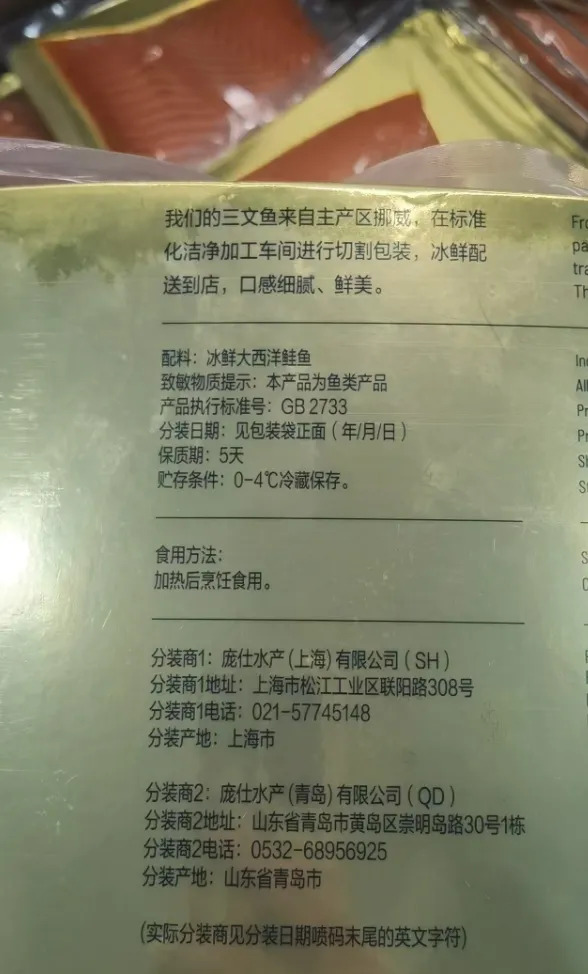 我们的三文鱼来自主产区挪威，在标准
化洁净加工车间进行切割包装，冰鲜配
送到店，口感细腻、鲜美。
配料：冰鲜大西洋鲑鱼
致敏物质提示：本产品为鱼类产品
产品执行标准号：GB 2733
分装日期：见包装袋正面（年/月/日）
保质期：5天
贮存条件：0-4℃冷藏保存。
食用方法：
加热后烹饪食用。
分装商1：庞仕水产(上海)有限公司（SH）
分装商1地址：上海市松江工业区联阳路308号
分装商1电话：021-57745148
分装产地：上海市
分装商2：庞仕水产(青岛)有限公司（QD）
分装商2地址：山东省青岛市黄岛区崇明岛路30号1栋
分装商2电话：0532-68956925
分装产地：山东省青岛市
(实际分装商见分装日期喷码末尾的英文字符)